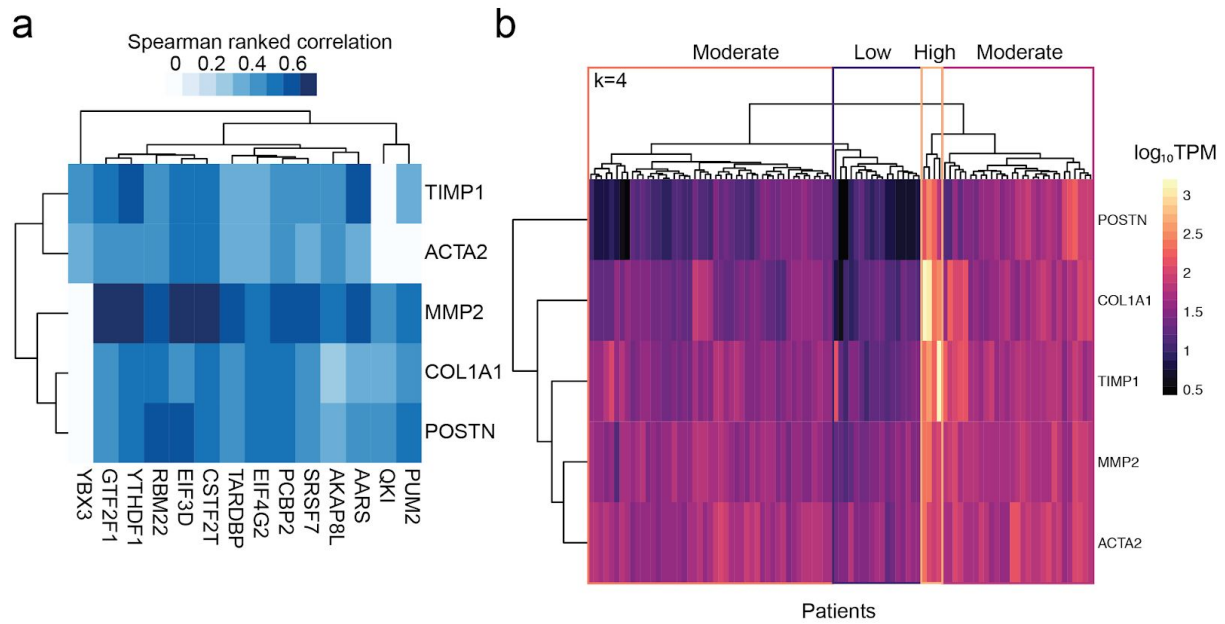 a
Spearman ranked correlation
0 0.2 0.4 0.6
TIMP1
ACTA2
MMP2
COL1A1
POSTN
YBX3
GTF2F1
YTHDF1
RBM22
EIF3D
CSTF2T
TARDBP
EIF4G2
PCBP2
SRSF7
AKAP8L
AARS
QKI
PUM2
b
Moderate Low High Moderate
k=4
log₁₀TPM
3
2.5
2
1.5
1
0.5
POSTN
COL1A1
TIMP1
MMP2
ACTA2
Patients